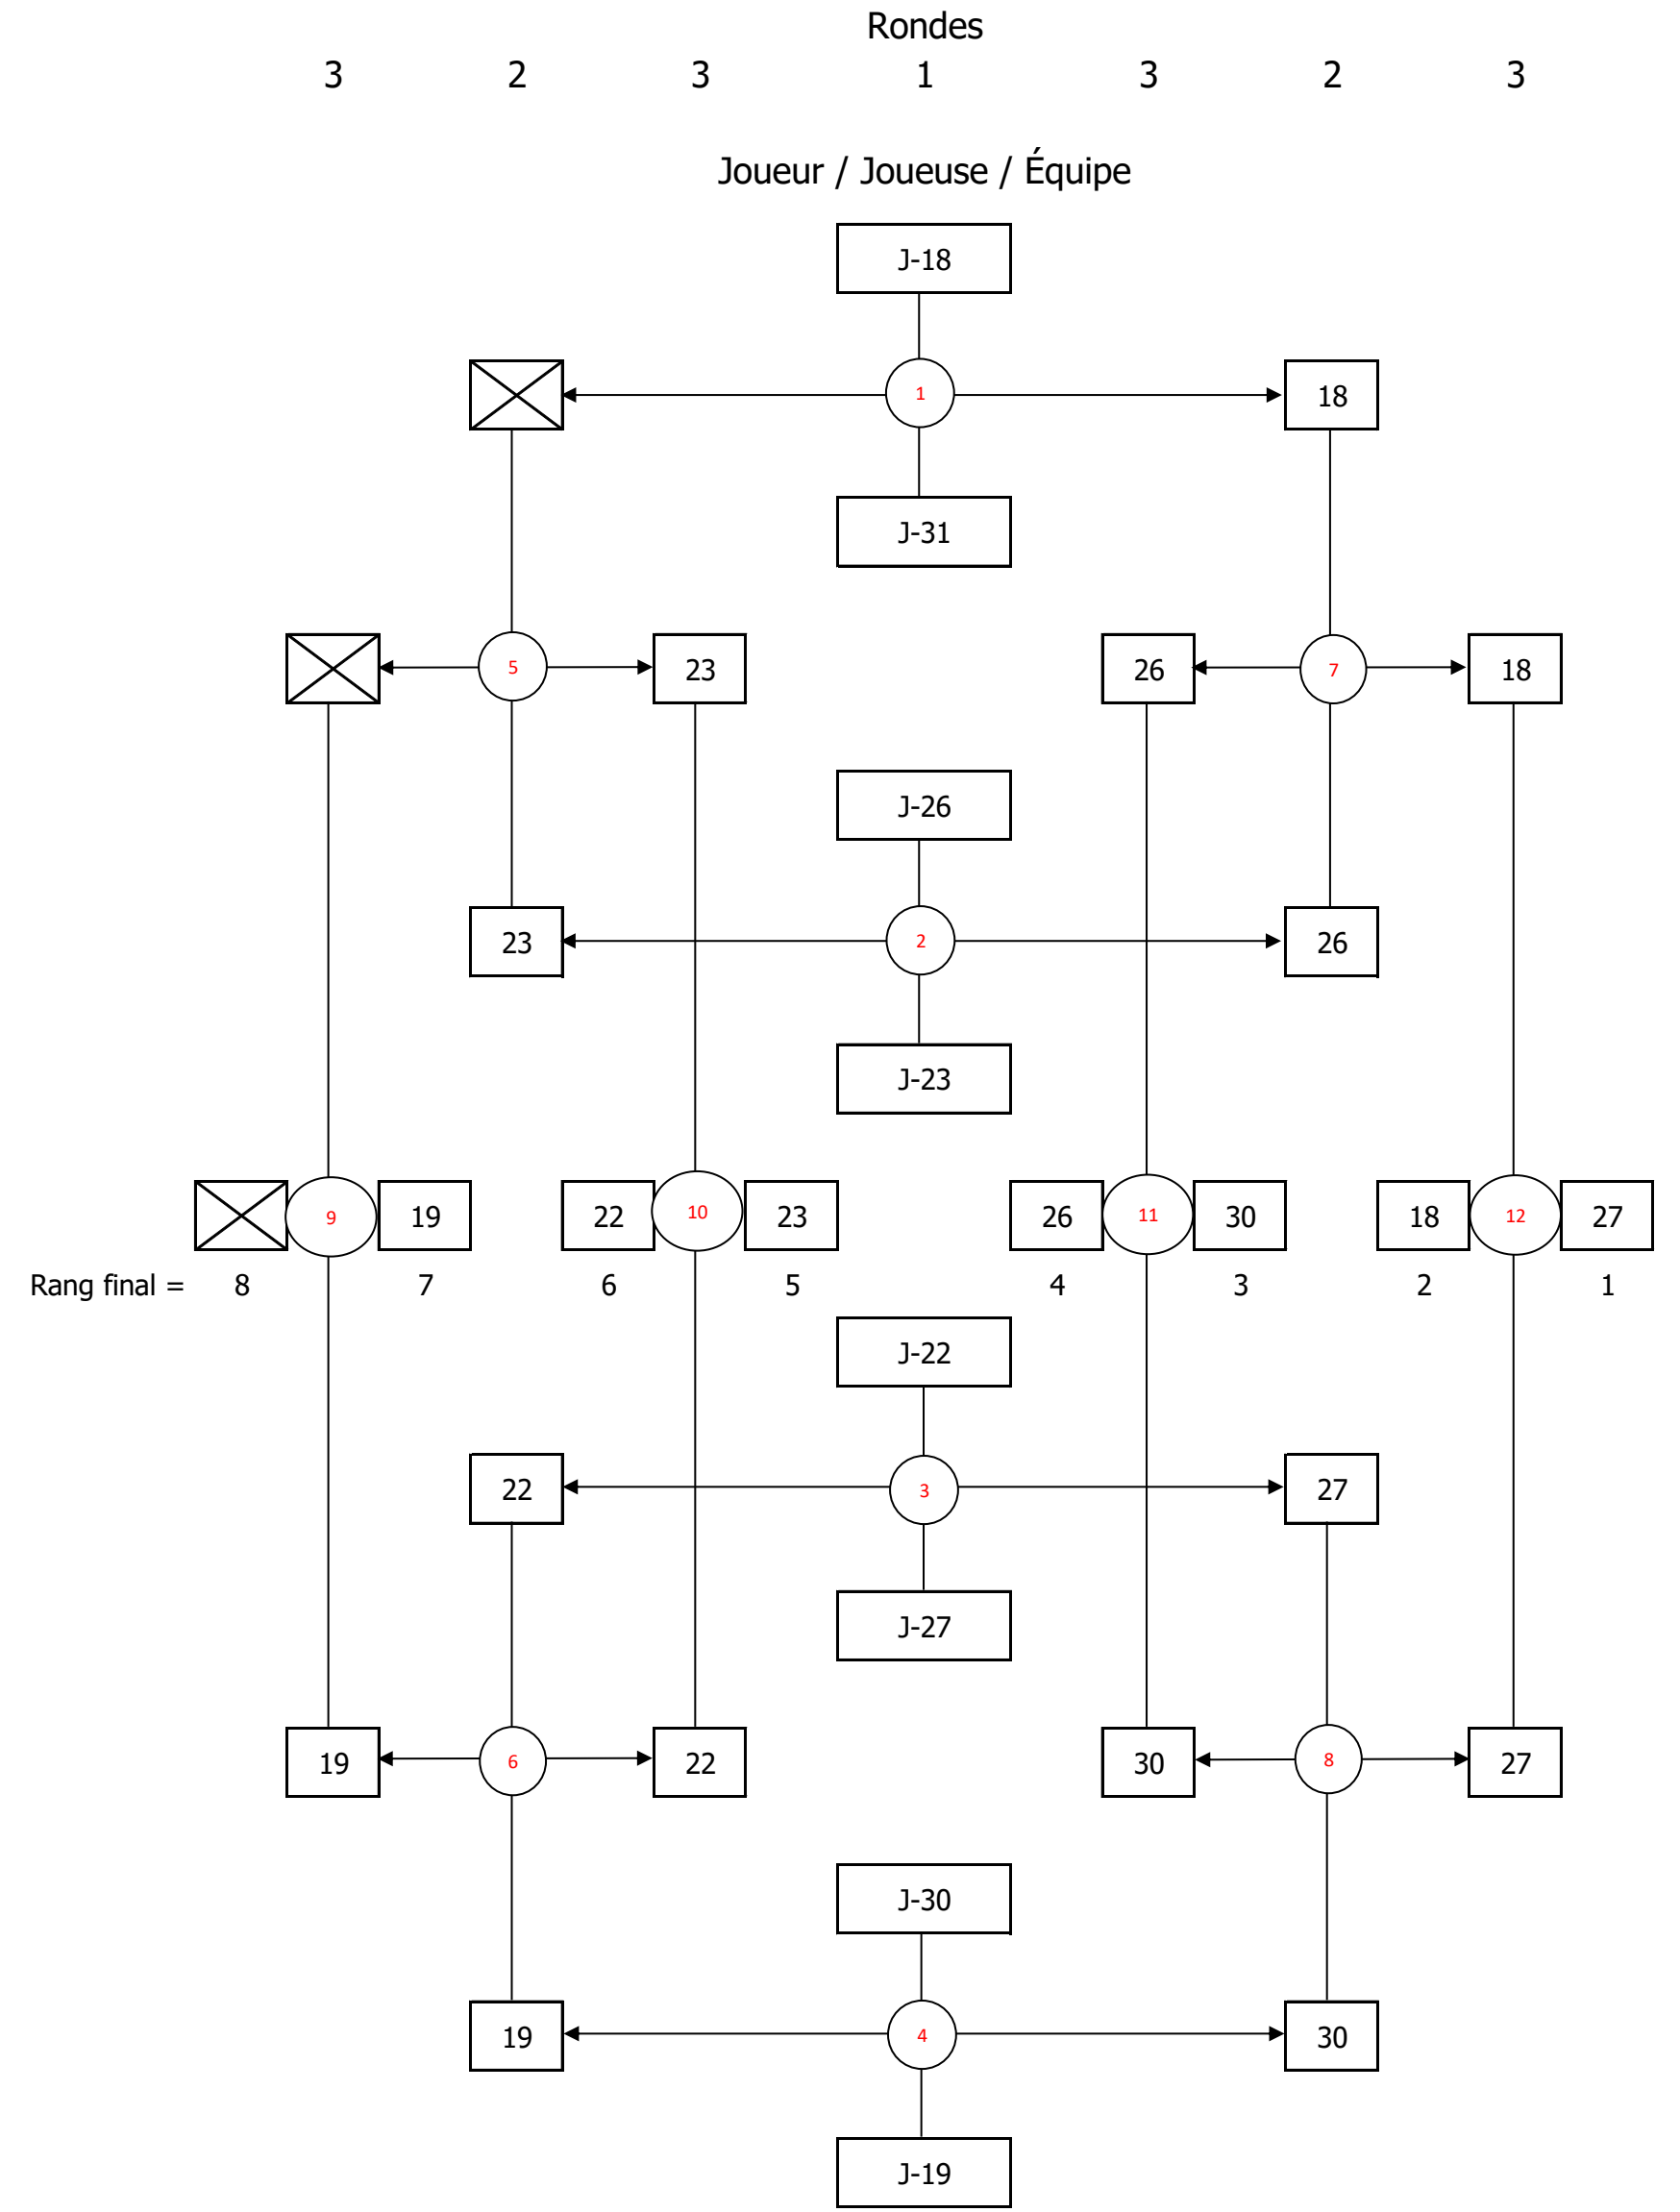 Rondes
3 2 3 1 3 2 3
Joueur / Joueuse / Équipe
J-18
1 18
J-31
5 23 26 7 18
J-26
23 2 26
J-23
9 19 22 10 23 26 11 30 18 12 27
Rang final = 8 7 6 5 4 3 2 1
J-22
22 3 27
J-27
19 6 22 30 8 27
J-30
19 4 30
J-19